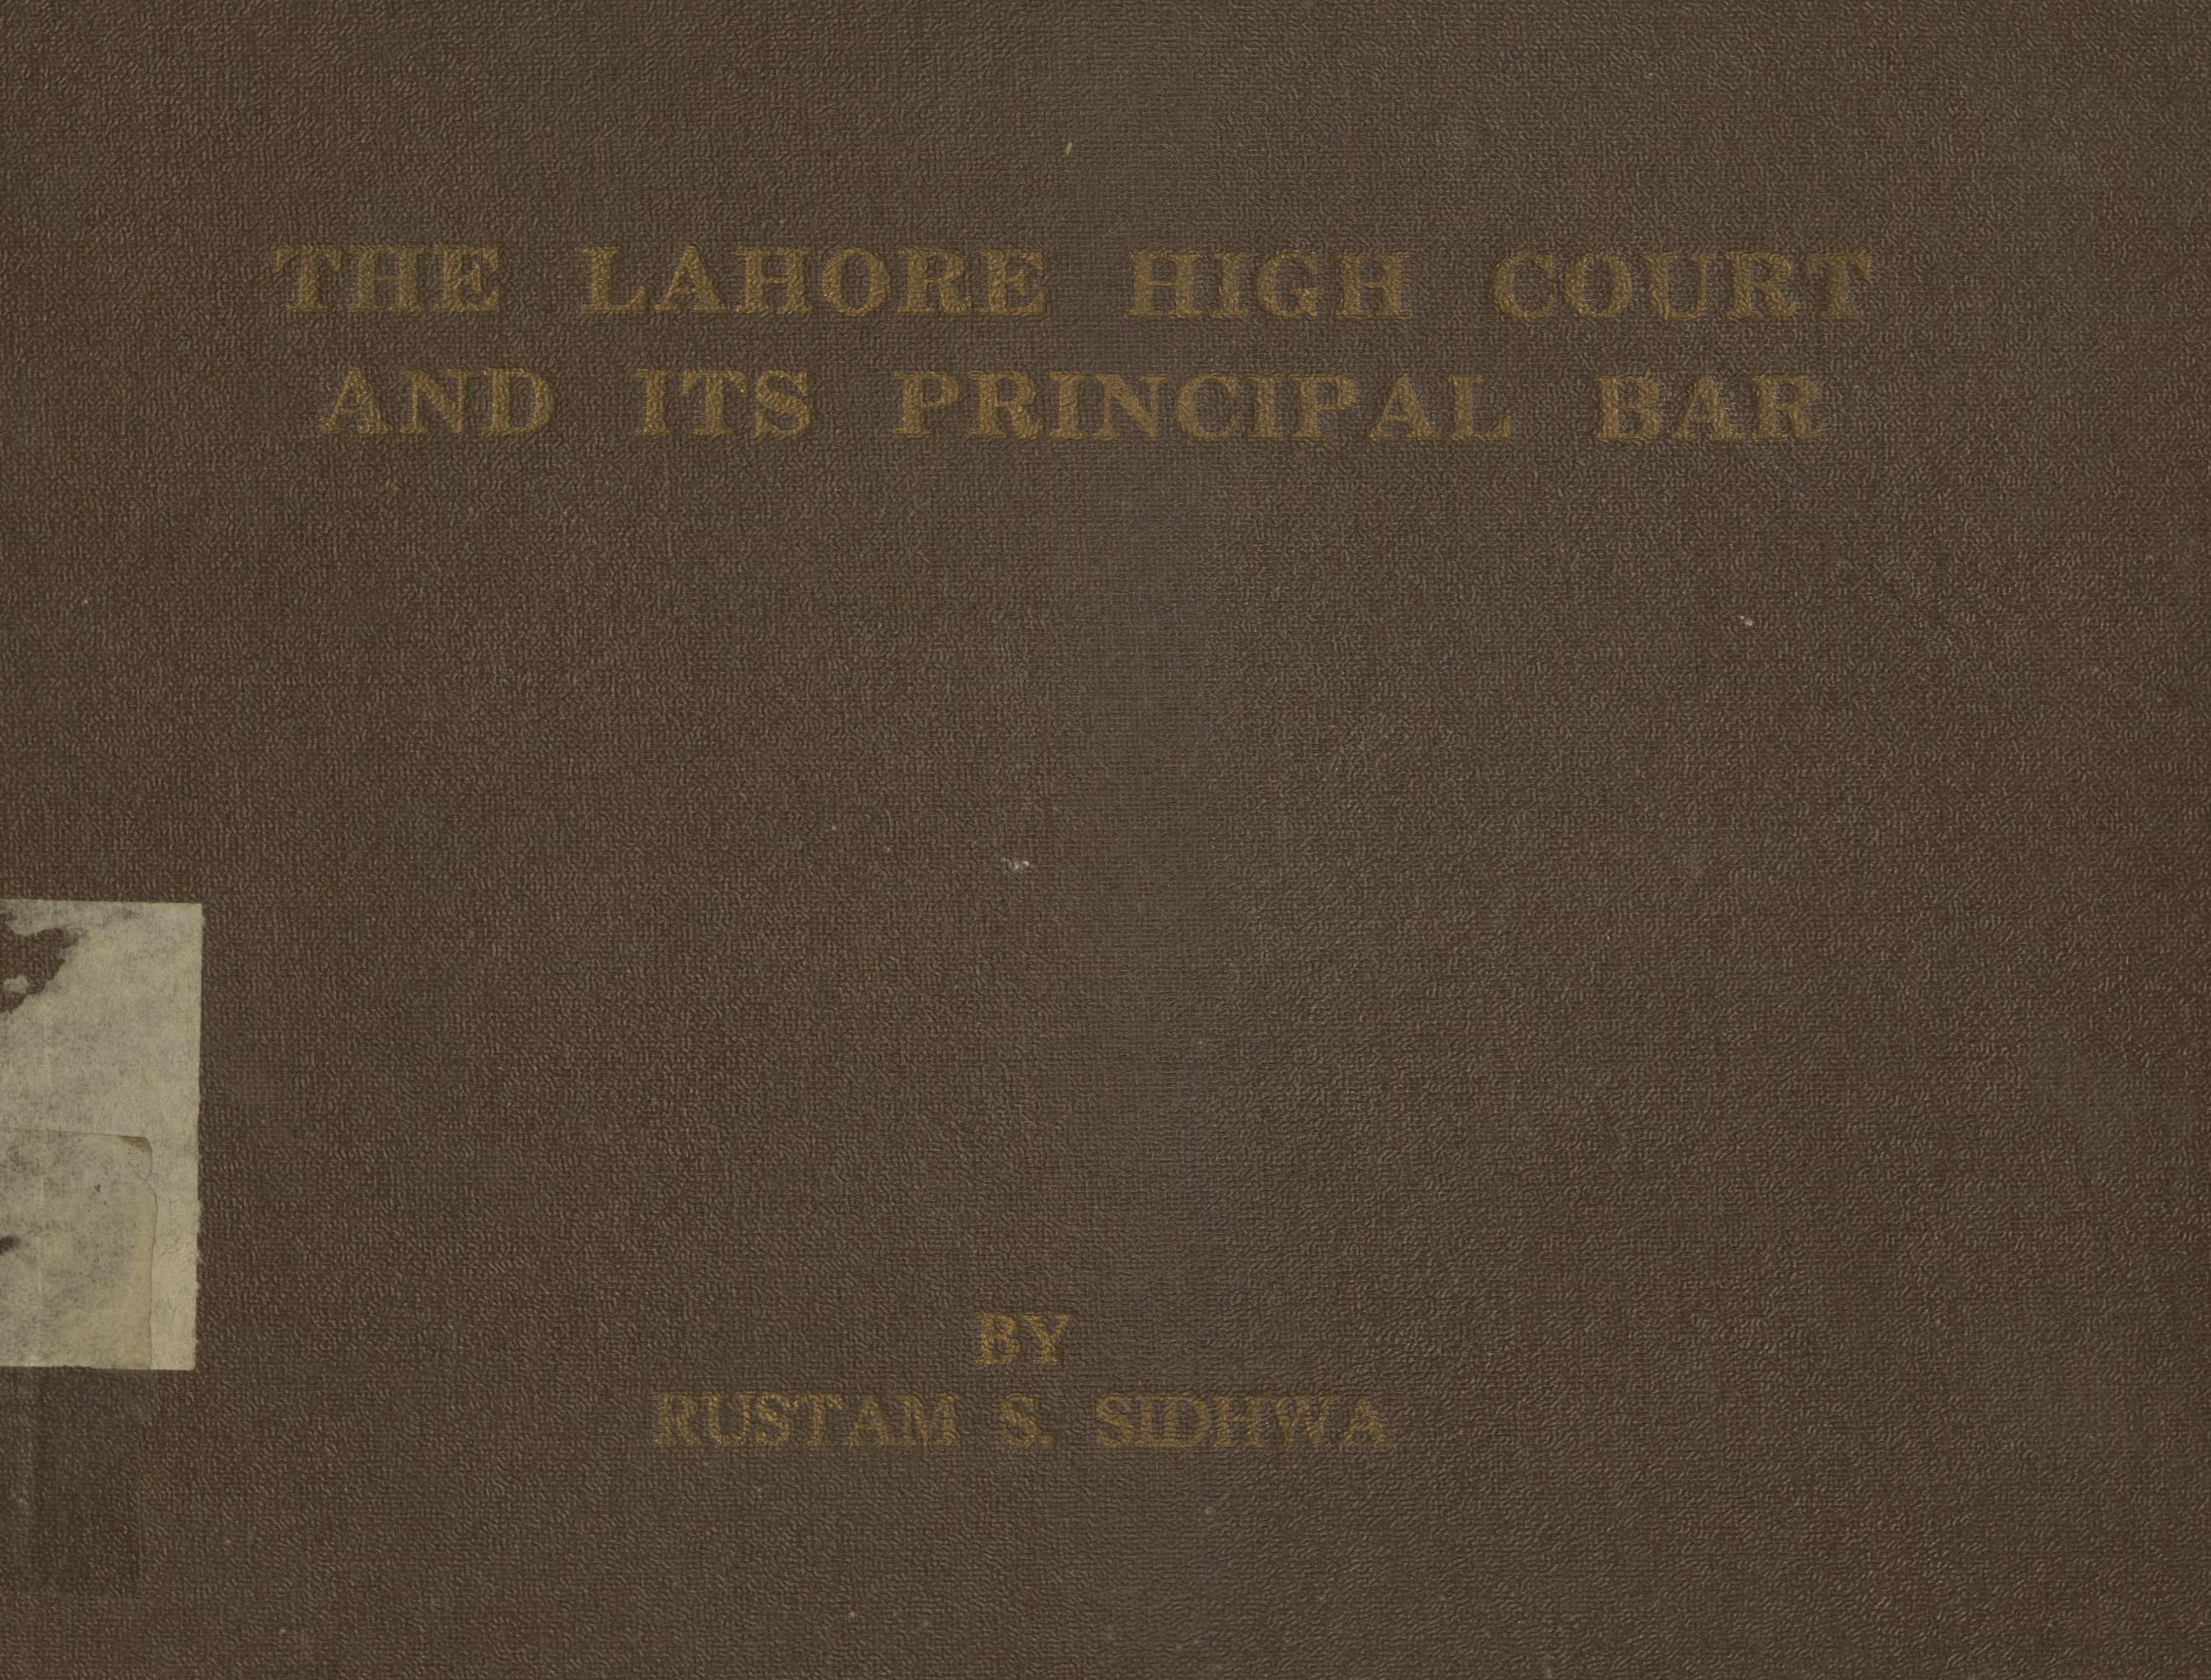 THE LAHORE HIGH COURT
AND ITS PRINCIPAL BAR
BY
RUSTAM S. SIDHWA